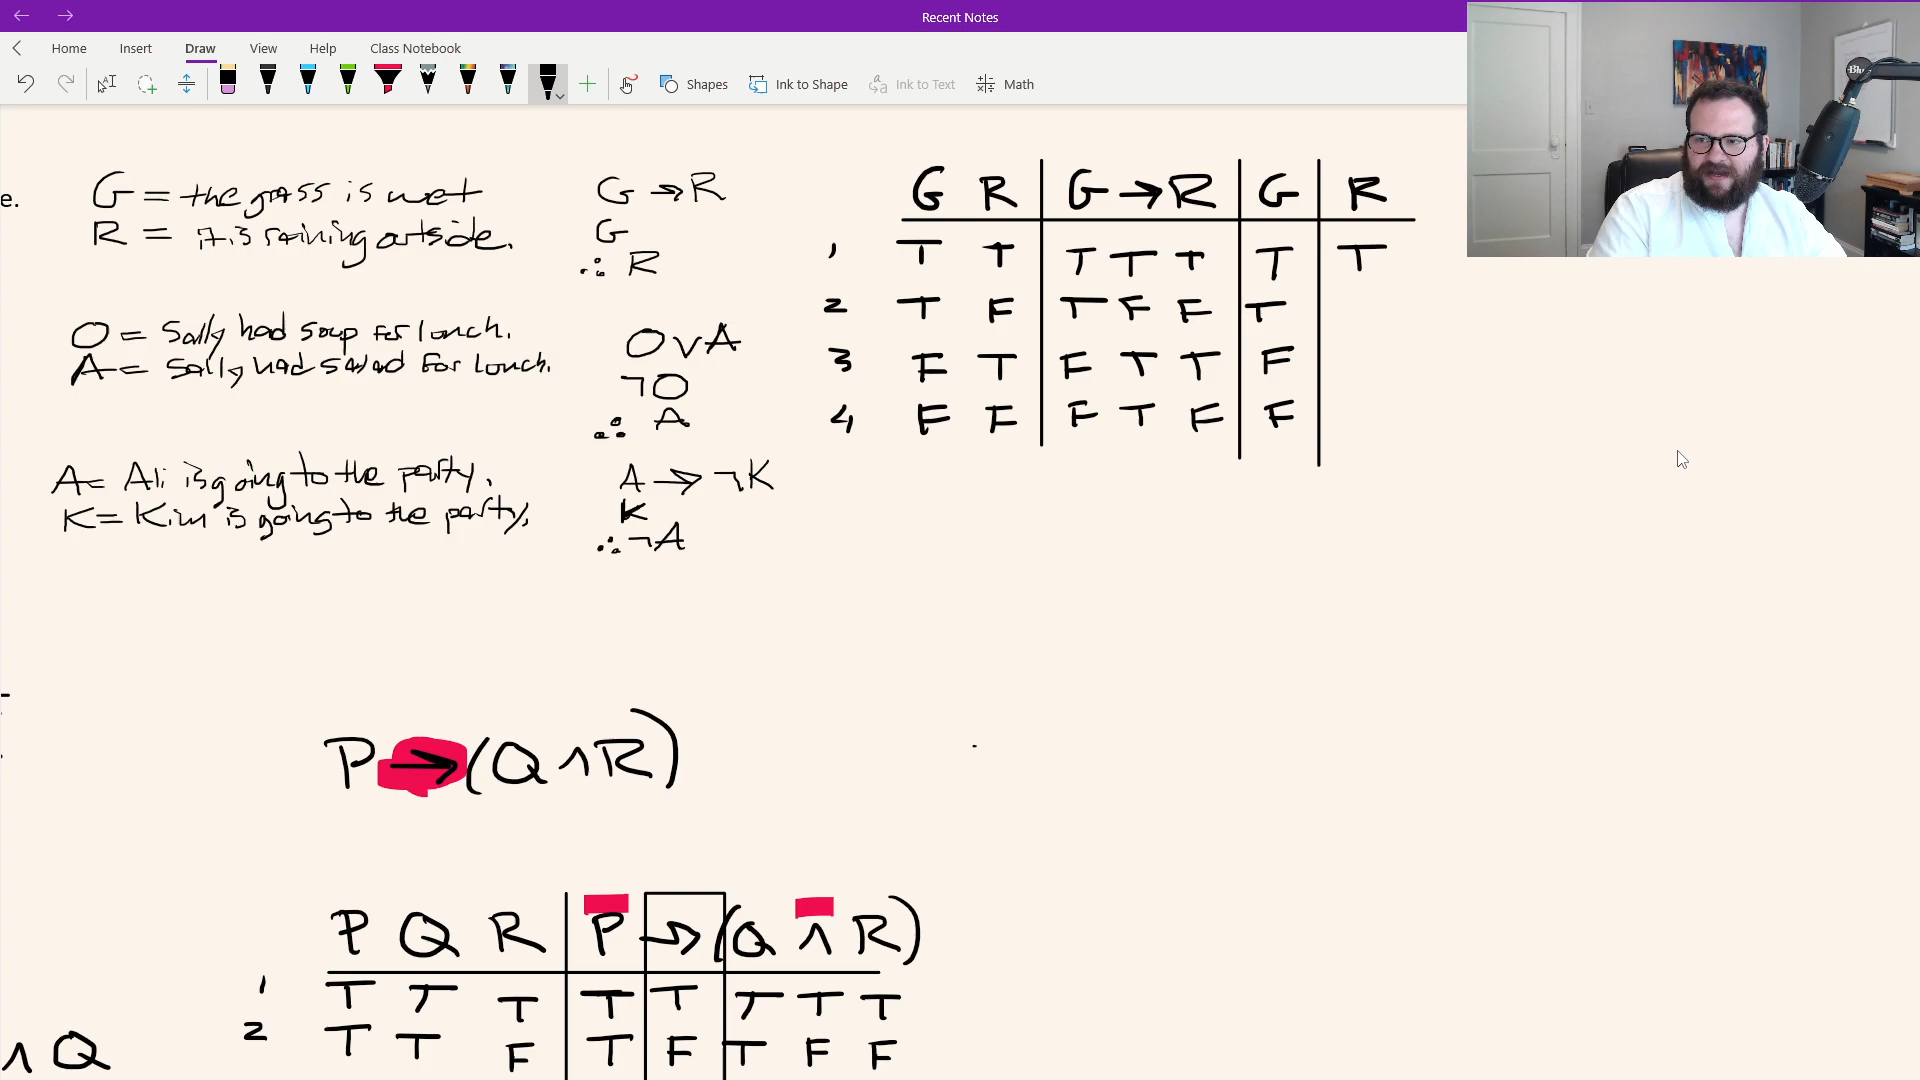 Recent Notes
Home Insert Draw View Help Class Notebook
Shapes Ink to Shape Ink to Text Math
Blue
e.
G = the grass is wet
R = it is raining outside.
G → R
G
∴ R
O = Sally had soup for lunch.
A = Sally had salad for lunch.
O ∨ A
¬O
∴ A
A = Ali is going to the party.
K = Kim is going to the party.
A → ¬K
K
∴ ¬A
G R G → R G R
1 T T T T T T T
2 T F T F F T
3 F T F T T F
4 F F F T F F
P → (Q ∧ R)
P Q R P → (Q ∧ R)
1 T T T T T T T T
2 T T F T F T F F
∧ Q